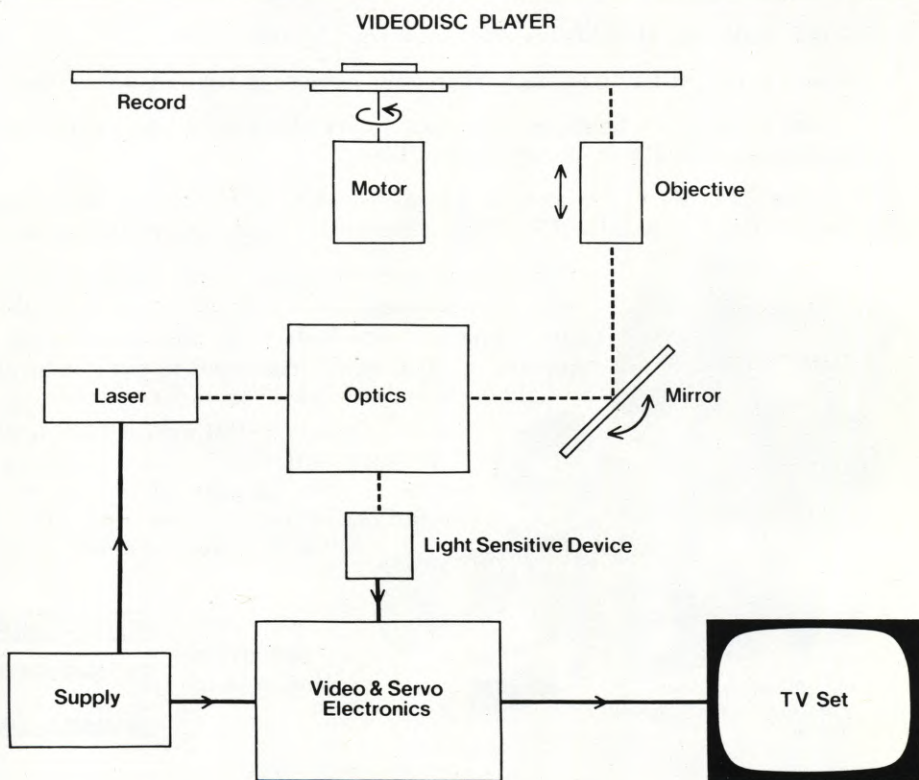 VIDEODISC PLAYER
Record
Motor
Objective
Laser
Optics
Mirror
Light Sensitive Device
Supply
Video & Servo
Electronics
TV Set